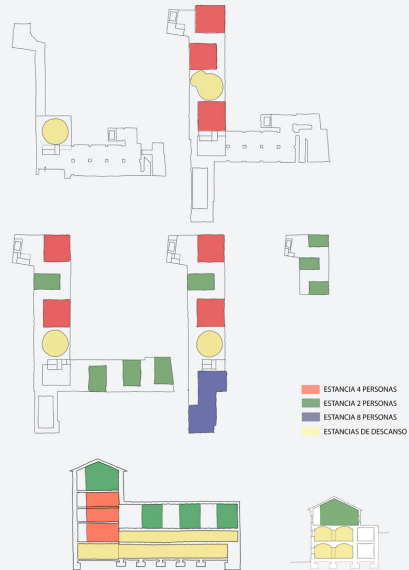 ESTANCIA 4 PERSONAS
ESTANCIA 2 PERSONAS
ESTANCIA 8 PERSONAS
ESTANCIAS DE DESCANSO